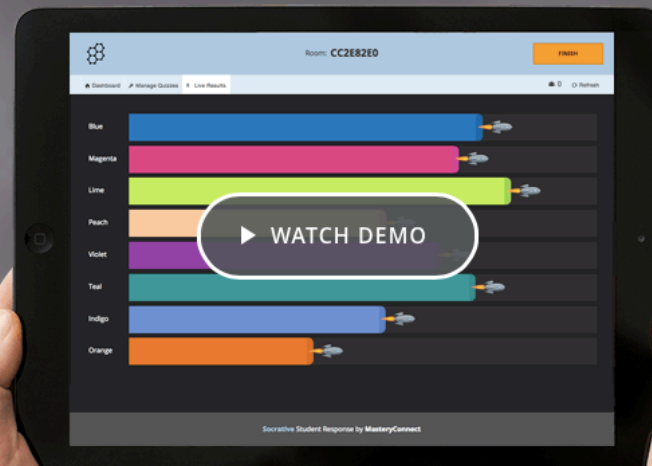 Room: CC2E82E0
FINISH
Dashboard Manage Quizzes Live Results 0 Refresh
Blue
Magenta
Lime
Peach
WATCH DEMO
Violet
Teal
Indigo
Orange
Socrative Student Response by MasteryConnect